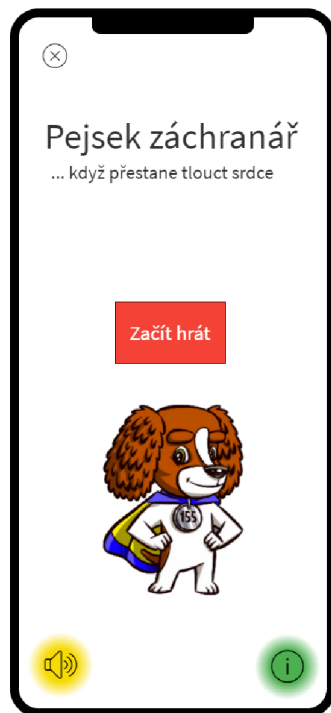 Pejsek záchranář
... když přestane tlouct srdce
Začít hrát
155
i